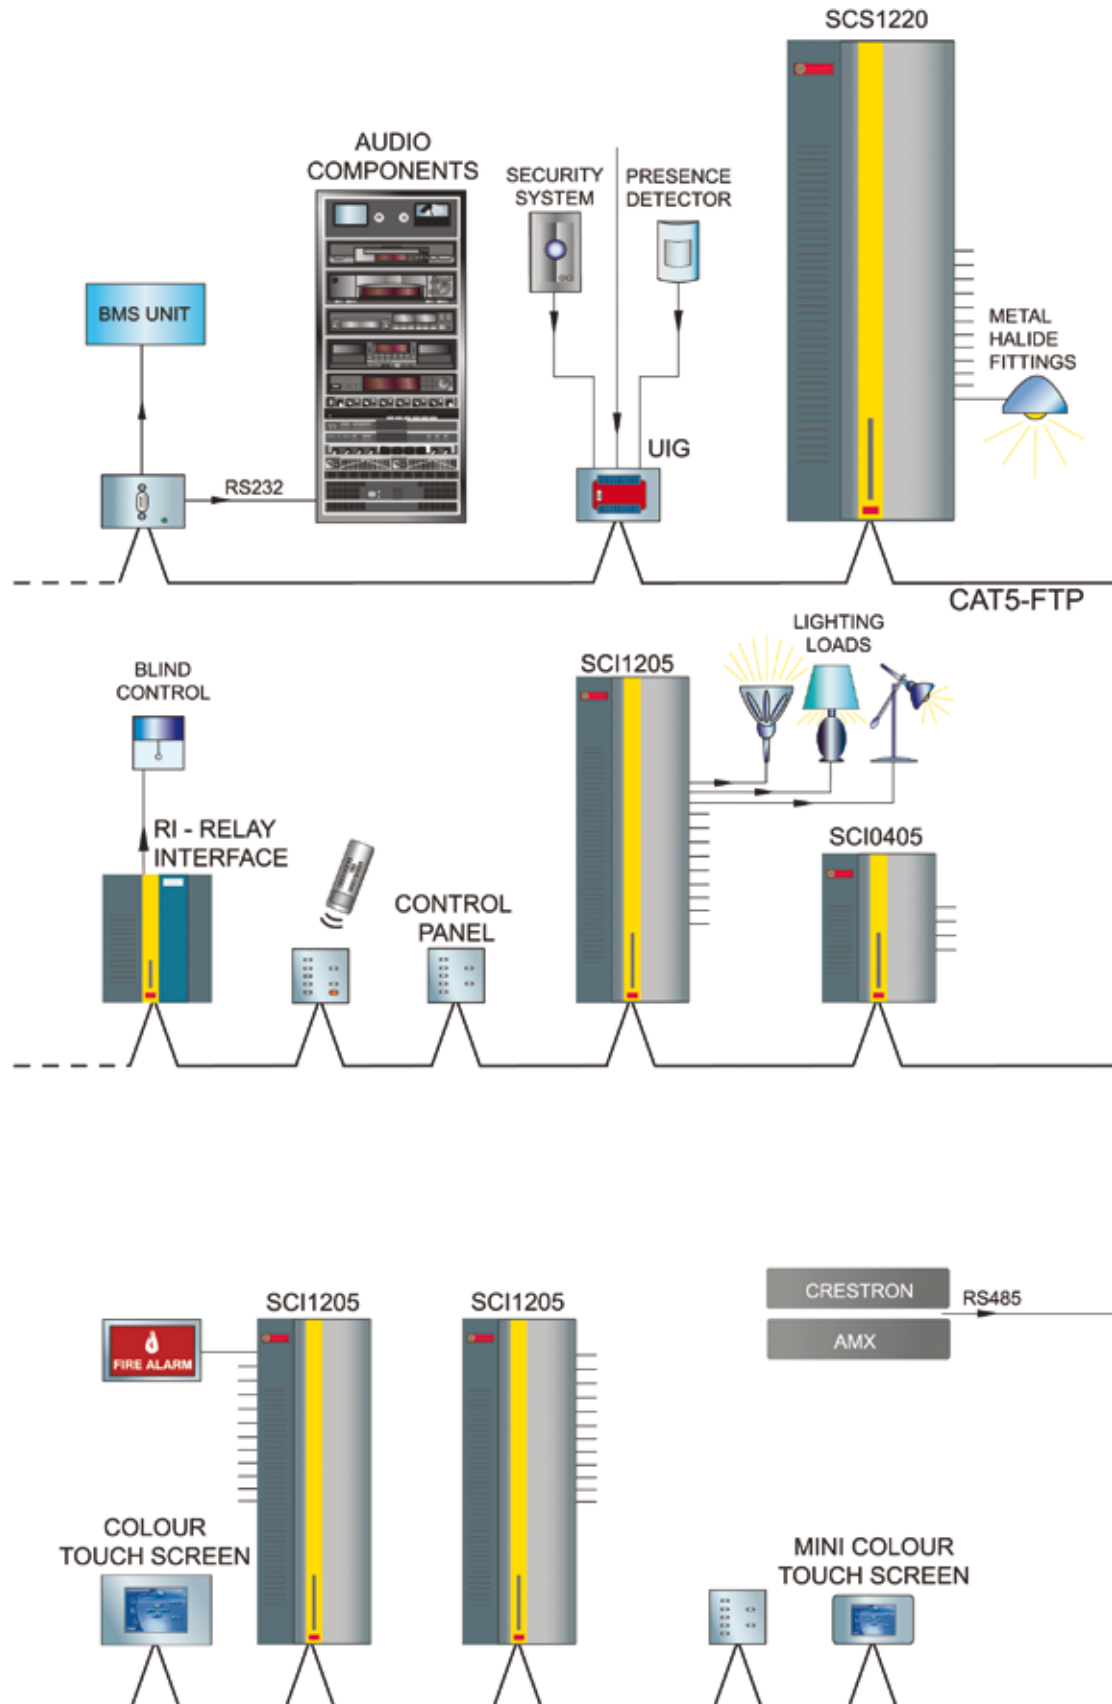 SCS1220
AUDIO
COMPONENTS
SECURITY
SYSTEM
PRESENCE
DETECTOR
BMS UNIT
METAL
HALIDE
FITTINGS
UIG
RS232
CAT5-FTP
LIGHTING
LOADS
SCI1205
BLIND
CONTROL
RI - RELAY
INTERFACE
CONTROL
PANEL
SCI0405
SCI1205
SCI1205
CRESTRON
RS485
AMX
FIRE ALARM
COLOUR
TOUCH SCREEN
MINI COLOUR
TOUCH SCREEN